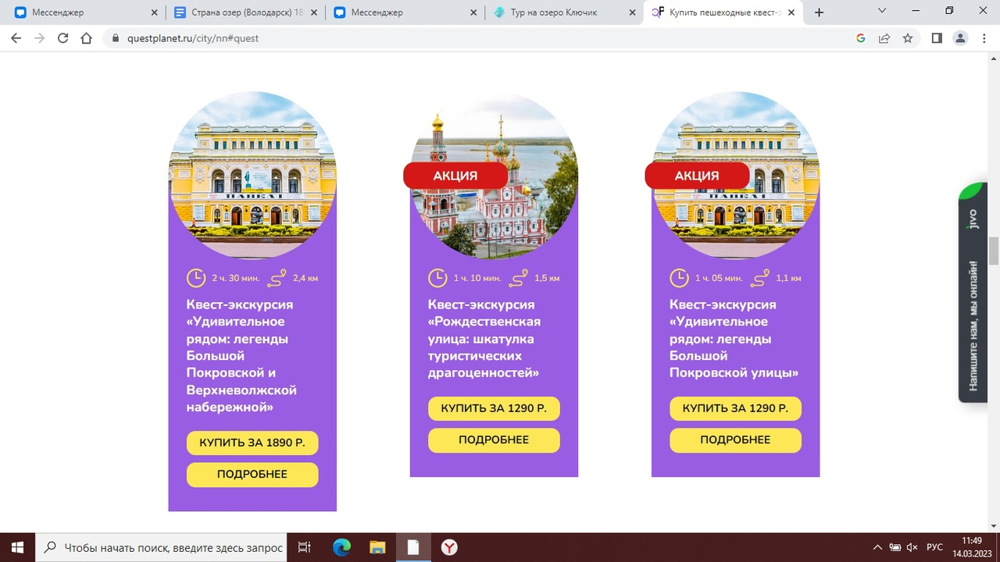 Мессенджер
Страна озер (Володарск) 18
Мессенджер
Тур на озеро Ключик
Купить пешеходные квест-э
questplanet.ru/city/nn#quest
АКЦИЯ
АКЦИЯ
2 ч. 30 мин. 2,4 км
Квест-экскурсия
«Удивительное
рядом: легенды
Большой
Покровской и
Верхневолжской
набережной»
КУПИТЬ ЗА 1890 Р.
ПОДРОБНЕЕ
1 ч. 10 мин. 1,5 км
Квест-экскурсия
«Рождественская
улица: шкатулка
туристических
драгоценностей»
КУПИТЬ ЗА 1290 Р.
ПОДРОБНЕЕ
1 ч. 05 мин. 1,1 км
Квест-экскурсия
«Удивительное
рядом: легенды
Большой
Покровской улицы»
КУПИТЬ ЗА 1290 Р.
ПОДРОБНЕЕ
jivo
Напишите нам, мы онлайн!
Чтобы начать поиск, введите здесь запрос
РУС
11:49
14.03.2023